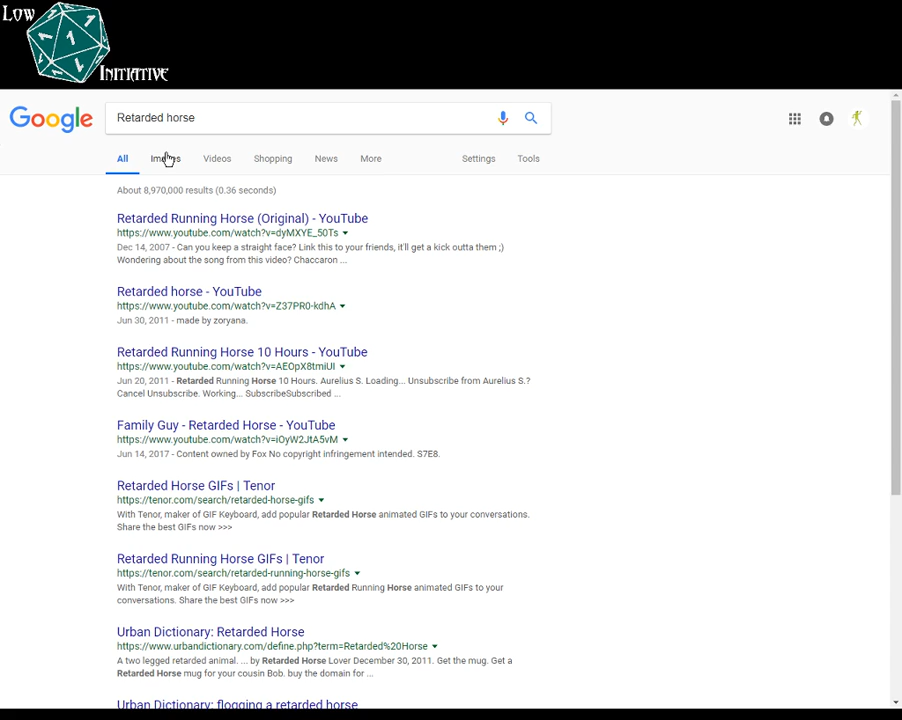 Low
1 1 1 1
Initiative
Google
Retarded horse
All Images Videos Shopping News More Settings Tools
About 8,970,000 results (0.36 seconds)
Retarded Running Horse (Original) - YouTube
https://www.youtube.com/watch?v=dyMXYE_50Ts
Dec 14, 2007 - Can you keep a straight face? Link this to your friends, it'll get a kick outta them ;)
Wondering about the song from this video? Chaccaron ...
Retarded horse - YouTube
https://www.youtube.com/watch?v=Z37PR0-kdhA
Jun 30, 2011 - made by zoryana.
Retarded Running Horse 10 Hours - YouTube
https://www.youtube.com/watch?v=AEOpX8tmiUI
Jun 20, 2011 - Retarded Running Horse 10 Hours. Aurelius S. Loading... Unsubscribe from Aurelius S.?
Cancel Unsubscribe. Working... SubscribeSubscribed ...
Family Guy - Retarded Horse - YouTube
https://www.youtube.com/watch?v=iOyW2JtA5vM
Jun 14, 2017 - Content owned by Fox No copyright infringement intended. S7E8.
Retarded Horse GIFs | Tenor
https://tenor.com/search/retarded-horse-gifs
With Tenor, maker of GIF Keyboard, add popular Retarded Horse animated GIFs to your conversations.
Share the best GIFs now >>>
Retarded Running Horse GIFs | Tenor
https://tenor.com/search/retarded-running-horse-gifs
With Tenor, maker of GIF Keyboard, add popular Retarded Running Horse animated GIFs to your
conversations. Share the best GIFs now >>>
Urban Dictionary: Retarded Horse
https://www.urbandictionary.com/define.php?term=Retarded%20Horse
A two legged retarded animal. ... by Retarded Horse Lover December 30, 2011. Get the mug. Get a
Retarded Horse mug for your cousin Bob. buy the domain for ...
Urban Dictionary: flogging a retarded horse